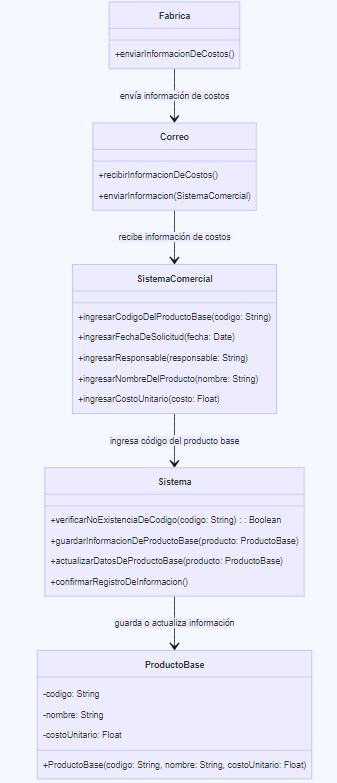 Fabrica
+enviarInformacionDeCostos()
envía información de costos
Correo
+recibirInformacionDeCostos()
+enviarInformacion(SistemaComercial)
recibe información de costos
SistemaComercial
+ingresarCodigoDelProductoBase(codigo: String)
+ingresarFechaDeSolicitud(fecha: Date)
+ingresarResponsable(responsable: String)
+ingresarNombreDelProducto(nombre: String)
+ingresarCostoUnitario(costo: Float)
ingresa código del producto base
Sistema
+verificarNoExistenciaDeCodigo(codigo: String) : : Boolean
+guardarInformacionDeProductoBase(producto: ProductoBase)
+actualizarDatosDeProductoBase(producto: ProductoBase)
+confirmarRegistroDeInformacion()
guarda o actualiza información
ProductoBase
-codigo: String
-nombre: String
-costoUnitario: Float
+ProductoBase(codigo: String, nombre: String, costoUnitario: Float)